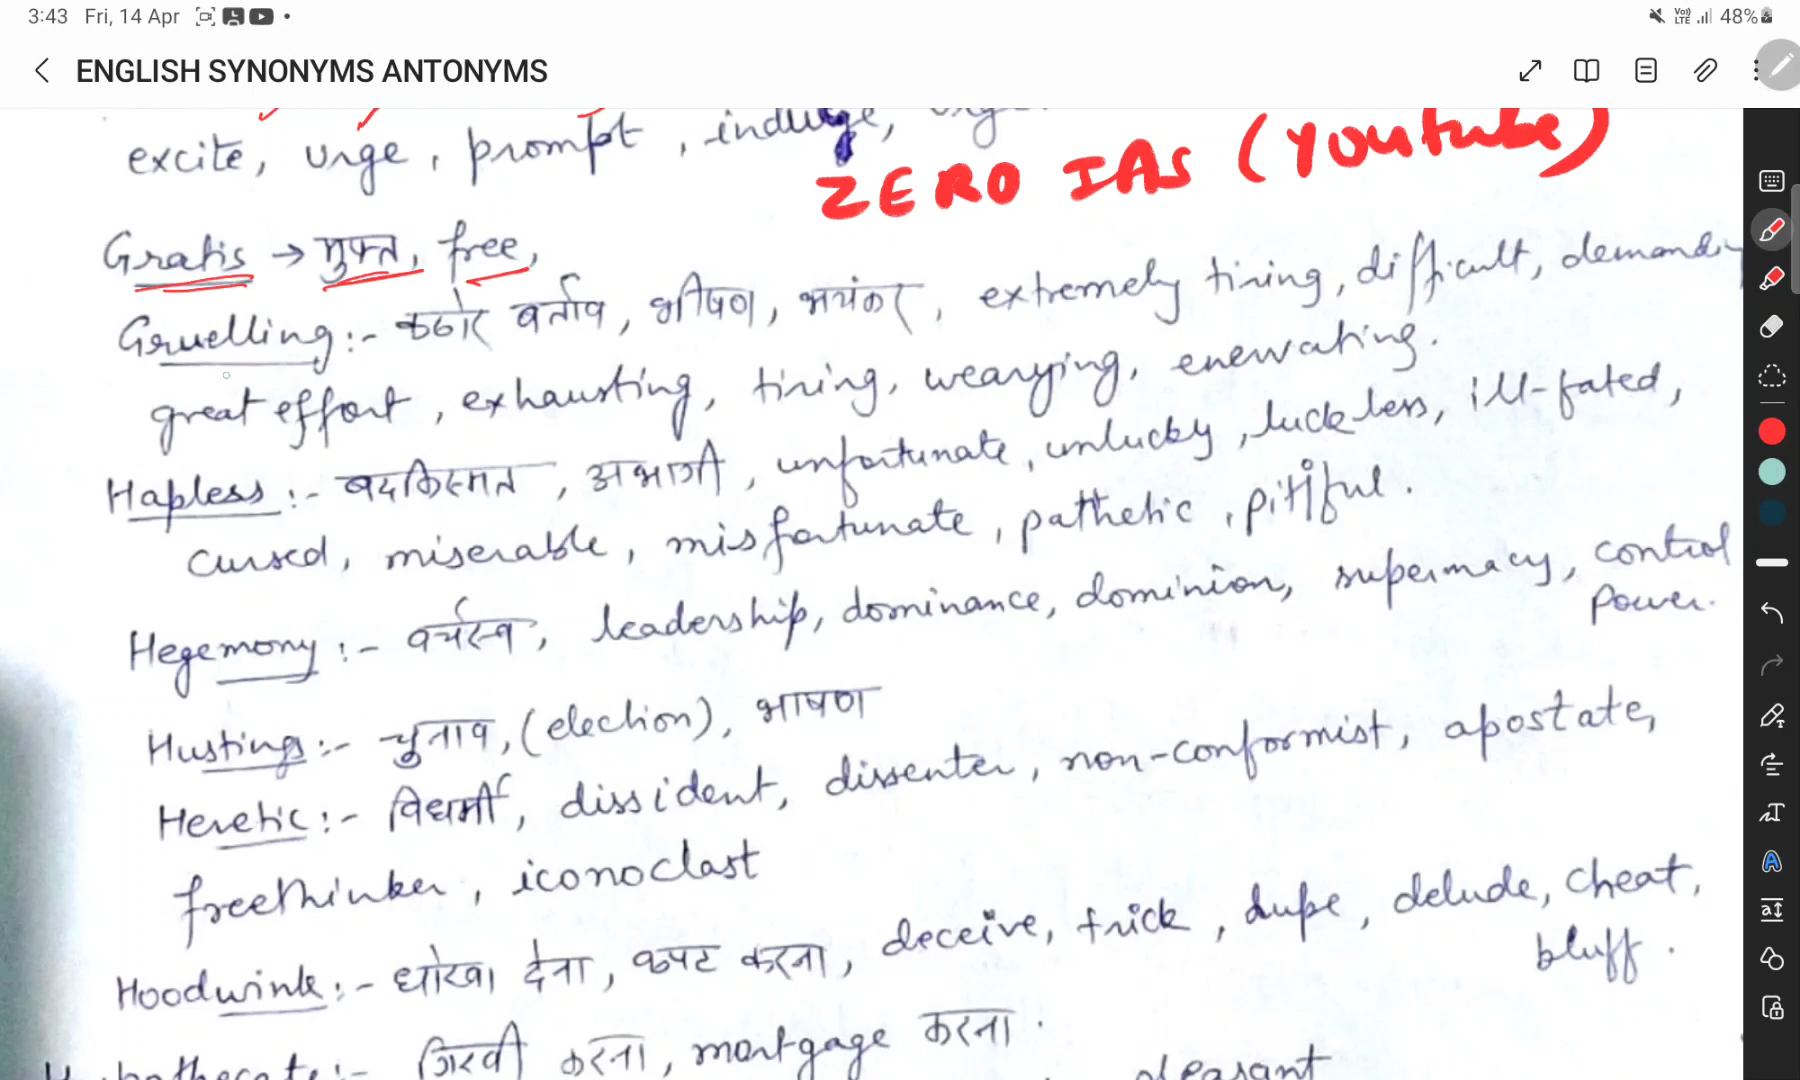 3:43 Fri, 14 Apr
48%
ENGLISH SYNONYMS ANTONYMS
excite, urge, prompt, indulge,
ZERO IAS (YouTube)
Gratis → मुफ्त, free,
Gruelling :- कठोर बर्ताव, भीषण, भयंकर, extremely tiring, difficult, demanding
great effort, exhausting, tiring, wearying, enervating.
Hapless :- बदकिस्मत, अभागी, unfortunate, unlucky, luckless, ill-fated,
cursed, miserable, misfortunate, pathetic, pitiful.
Hegemony :- वर्चस्व, leadership, dominance, dominion, supermacy, control
power.
Husting :- चुनाव, (election), भाषण
Heretic :- विधर्मी, dissident, dissenter, non-conformist, apostate,
freethinker, iconoclast
Hoodwink :- धोखा देना, कपट करना, deceive, trick, dupe, delude, cheat,
bluff.
गिरवी करना, mortgage करना.
pleasant